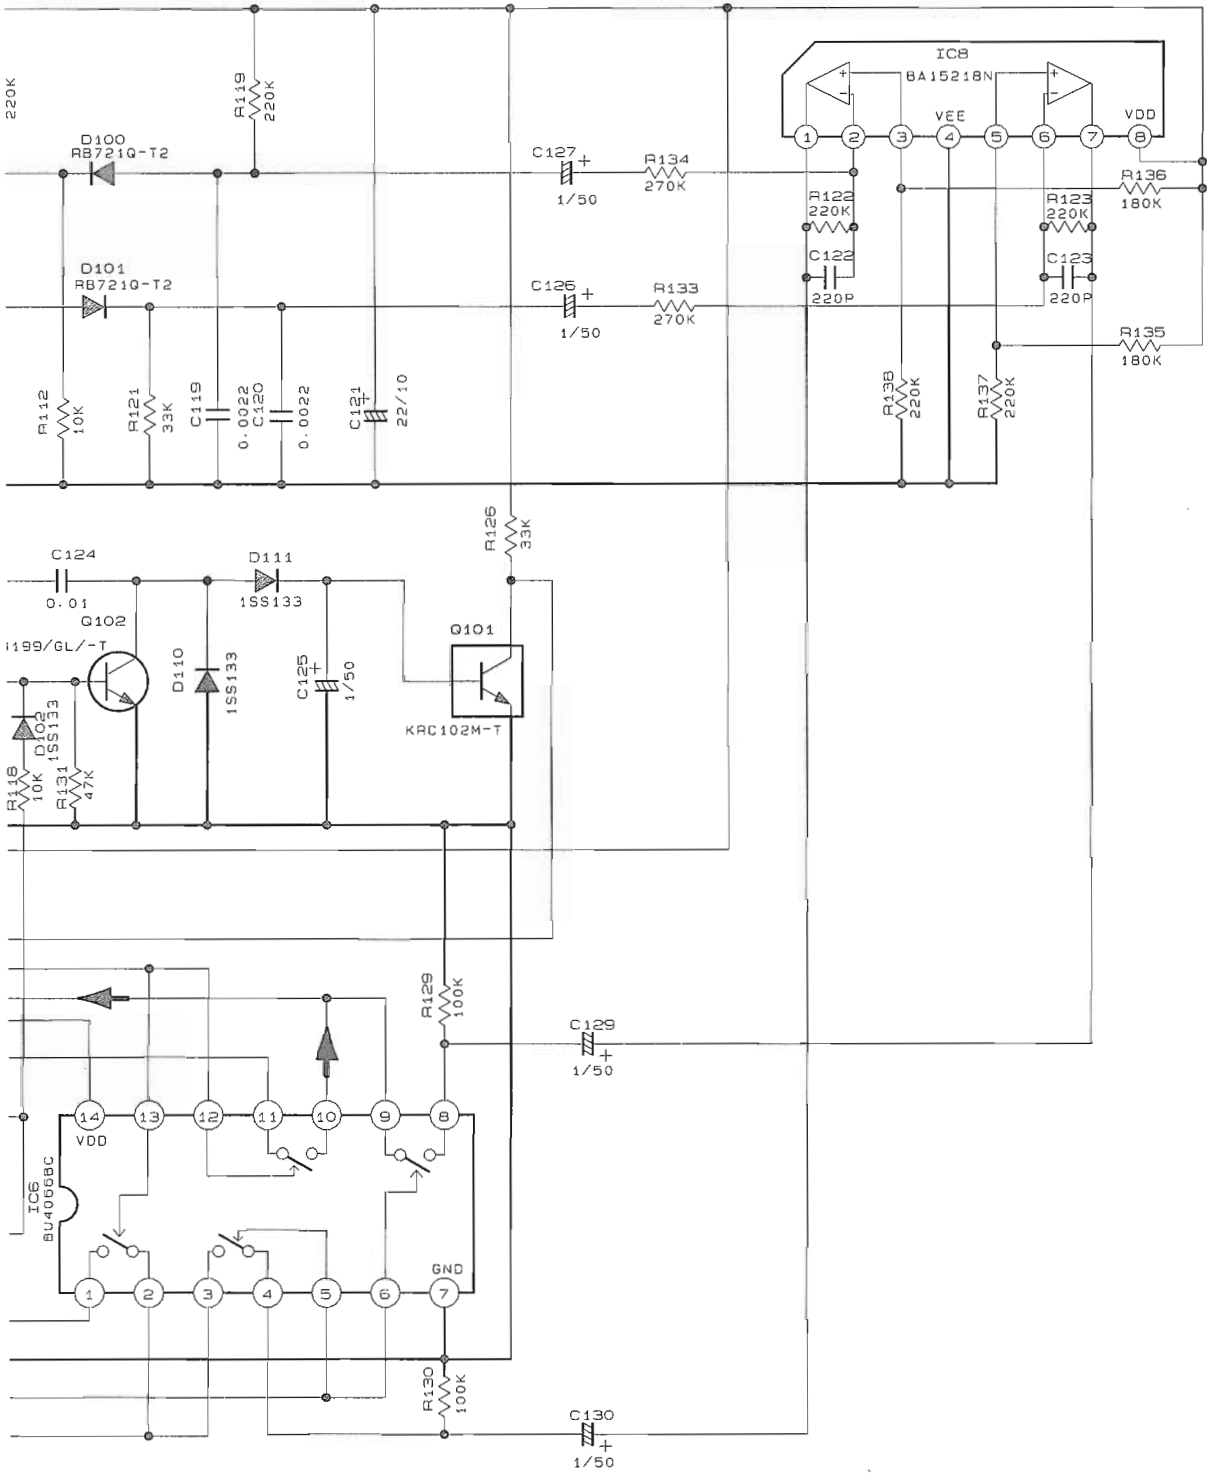 220K
R119
220K
IC8
BA15218N
+
-
+
-
VEE
VDD
1
2
3
4
5
6
7
8
D100
RB721Q-T2
C127
+
1/50
R134
270K
R136
180K
R122
220K
R123
220K
C122
220P
C123
220P
D101
RB721Q-T2
C126
+
1/50
R133
270K
R135
180K
R112
10K
R121
33K
C119
0.0022
C120
0.0022
C121
+
22/10
R138
220K
R137
220K
R126
33K
C124
0.01
D111
1SS133
Q102
199/GL/-T
Q101
KRC102M-T
D110
1SS133
C125
+
1/50
D102
1SS133
R118
10K
R131
47K
R129
100K
C129
+
1/50
14
13
12
11
10
9
8
VDD
IC6
BU4066BC
GND
1
2
3
4
5
6
7
R130
100K
C130
+
1/50